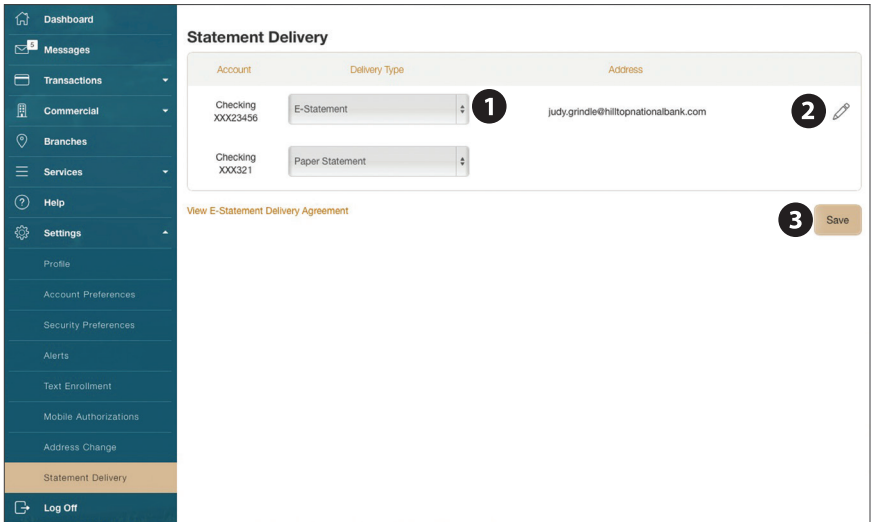 Dashboard
5
Messages
Transactions
Commercial
Branches
Services
Help
Settings
Profile
Account Preferences
Security Preferences
Alerts
Text Enrollment
Mobile Authorizations
Address Change
Statement Delivery
Log Off
Statement Delivery
Account Delivery Type Address
Checking
XXX23456
E-Statement
1
judy.grindle@hilltopnationalbank.com
2
Checking
XXX321
Paper Statement
View E-Statement Delivery Agreement
3
Save